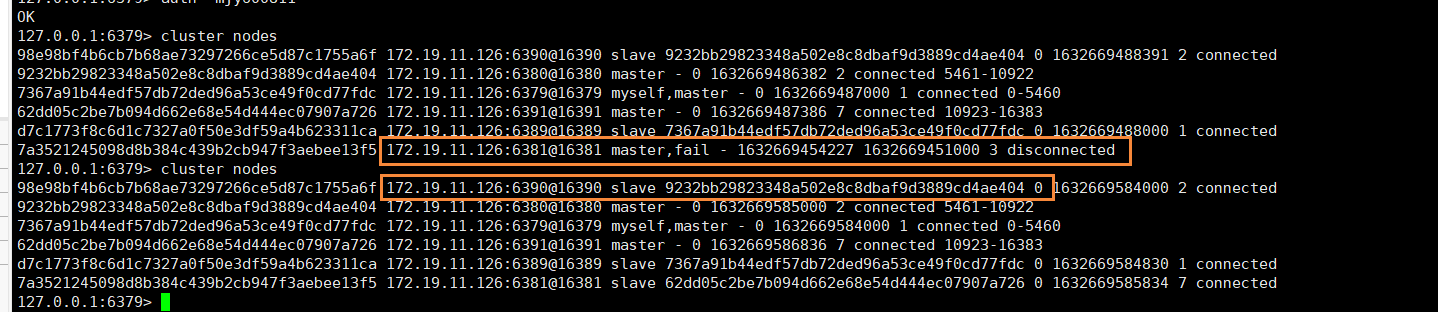 OK
127.0.0.1:6379> cluster nodes
98e98bf4b6cb7b68ae73297266ce5d87c1755a6f 172.19.11.126:6390@16390 slave 9232bb29823348a502e8c8dbaf9d3889cd4ae404 0 1632669488391 2 connected
9232bb29823348a502e8c8dbaf9d3889cd4ae404 172.19.11.126:6380@16380 master - 0 1632669486382 2 connected 5461-10922
7367a91b44edf57db72ded96a53ce49f0cd77fdc 172.19.11.126:6379@16379 myself,master - 0 1632669487000 1 connected 0-5460
62dd05c2be7b094d662e68e54d444ec07907a726 172.19.11.126:6391@16391 master - 0 1632669487386 7 connected 10923-16383
d7c1773f8c6d1c7327a0f50e3df59a4b623311ca 172.19.11.126:6389@16389 slave 7367a91b44edf57db72ded96a53ce49f0cd77fdc 0 1632669488000 1 connected
7a3521245098d8b384c439b2cb947f3aebee13f5 172.19.11.126:6381@16381 master,fail - 1632669454227 1632669451000 3 disconnected
127.0.0.1:6379> cluster nodes
98e98bf4b6cb7b68ae73297266ce5d87c1755a6f 172.19.11.126:6390@16390 slave 9232bb29823348a502e8c8dbaf9d3889cd4ae404 0 1632669584000 2 connected
9232bb29823348a502e8c8dbaf9d3889cd4ae404 172.19.11.126:6380@16380 master - 0 1632669585000 2 connected 5461-10922
7367a91b44edf57db72ded96a53ce49f0cd77fdc 172.19.11.126:6379@16379 myself,master - 0 1632669584000 1 connected 0-5460
62dd05c2be7b094d662e68e54d444ec07907a726 172.19.11.126:6391@16391 master - 0 1632669586836 7 connected 10923-16383
d7c1773f8c6d1c7327a0f50e3df59a4b623311ca 172.19.11.126:6389@16389 slave 7367a91b44edf57db72ded96a53ce49f0cd77fdc 0 1632669584830 1 connected
7a3521245098d8b384c439b2cb947f3aebee13f5 172.19.11.126:6381@16381 slave 62dd05c2be7b094d662e68e54d444ec07907a726 0 1632669585834 7 connected
127.0.0.1:6379>